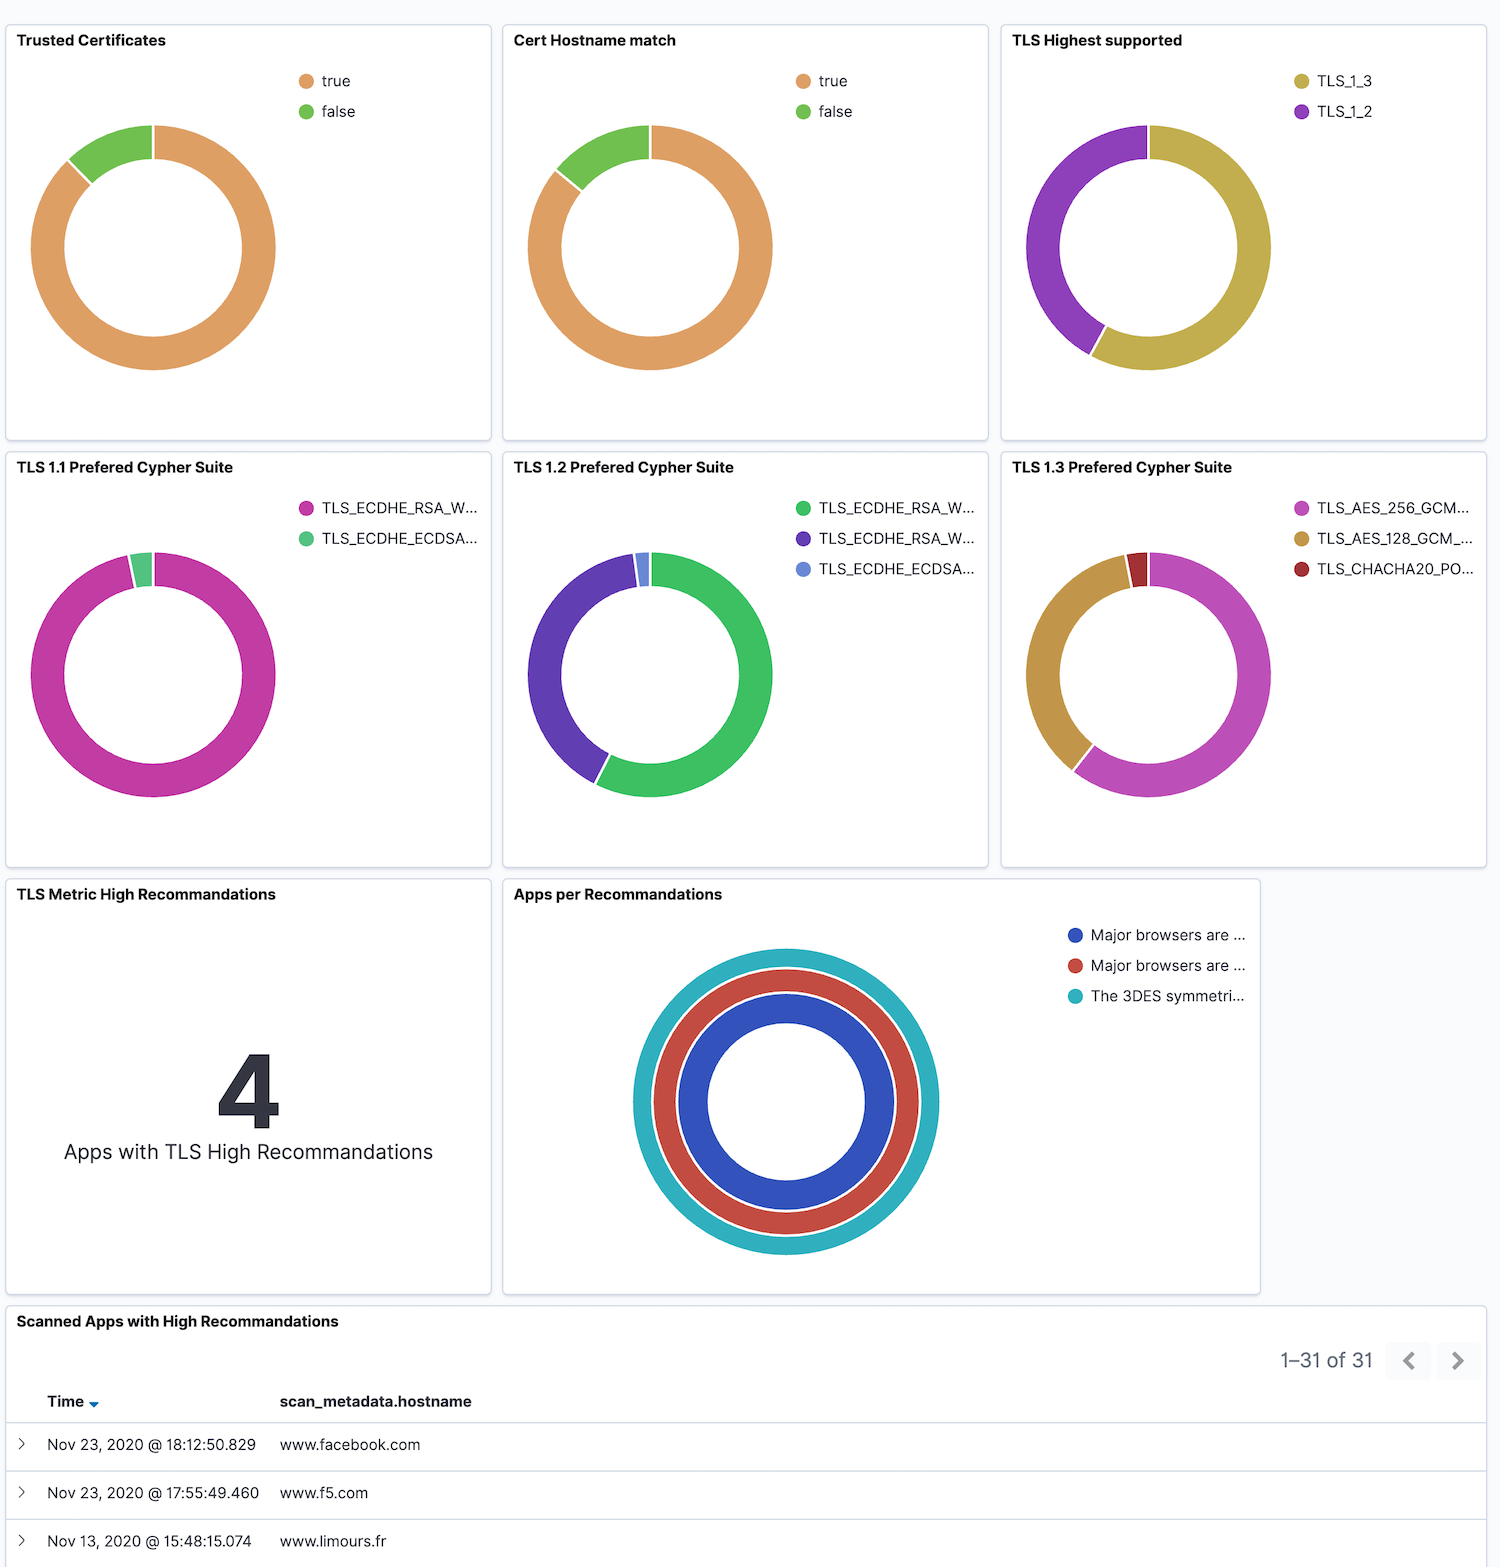 Trusted Certificates
true
false
Cert Hostname match
true
false
TLS Highest supported
TLS_1_3
TLS_1_2
TLS 1.1 Prefered Cypher Suite
TLS_ECDHE_RSA_W...
TLS_ECDHE_ECDSA...
TLS 1.2 Prefered Cypher Suite
TLS_ECDHE_RSA_W...
TLS_ECDHE_RSA_W...
TLS_ECDHE_ECDSA...
TLS 1.3 Prefered Cypher Suite
TLS_AES_256_GCM...
TLS_AES_128_GCM_...
TLS_CHACHA20_PO...
TLS Metric High Recommandations
4
Apps with TLS High Recommandations
Apps per Recommandations
Major browsers are ...
Major browsers are ...
The 3DES symmetri...
Scanned Apps with High Recommandations
1–31 of 31
Time scan_metadata.hostname
Nov 23, 2020 @ 18:12:50.829 www.facebook.com
Nov 23, 2020 @ 17:55:49.460 www.f5.com
Nov 13, 2020 @ 15:48:15.074 www.limours.fr